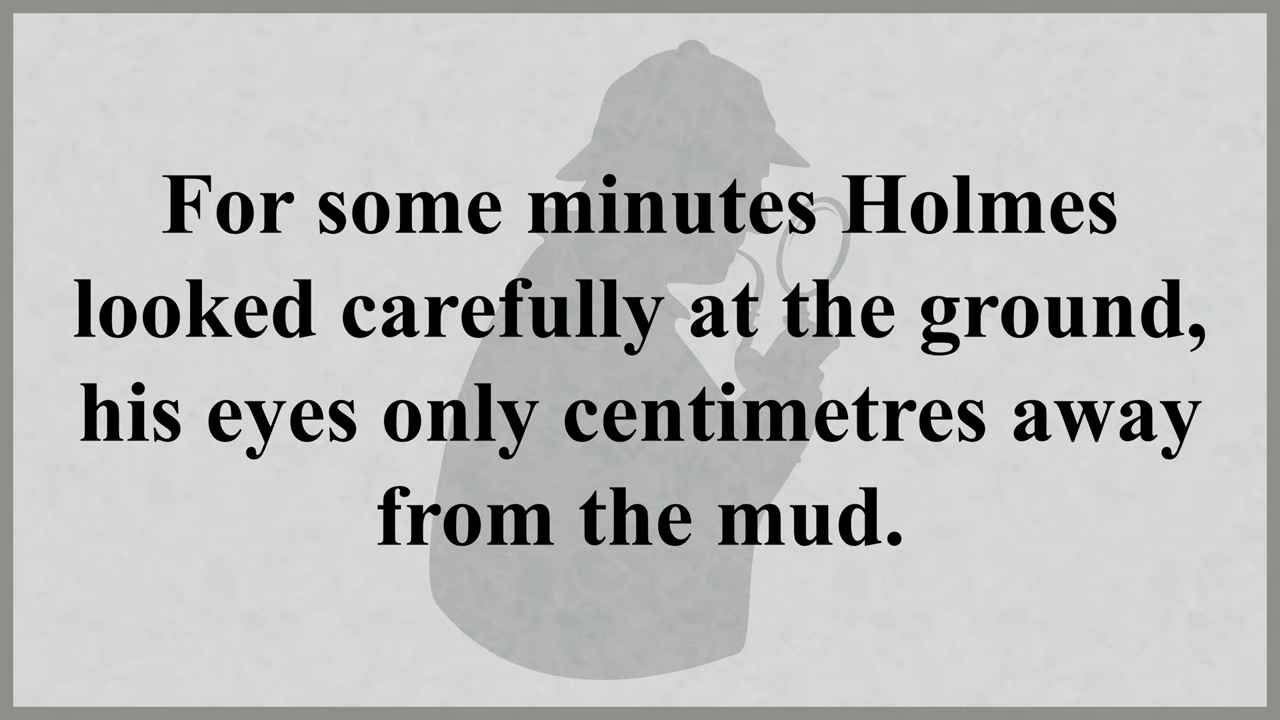 For some minutes Holmes
looked carefully at the ground,
his eyes only centimetres away
from the mud.